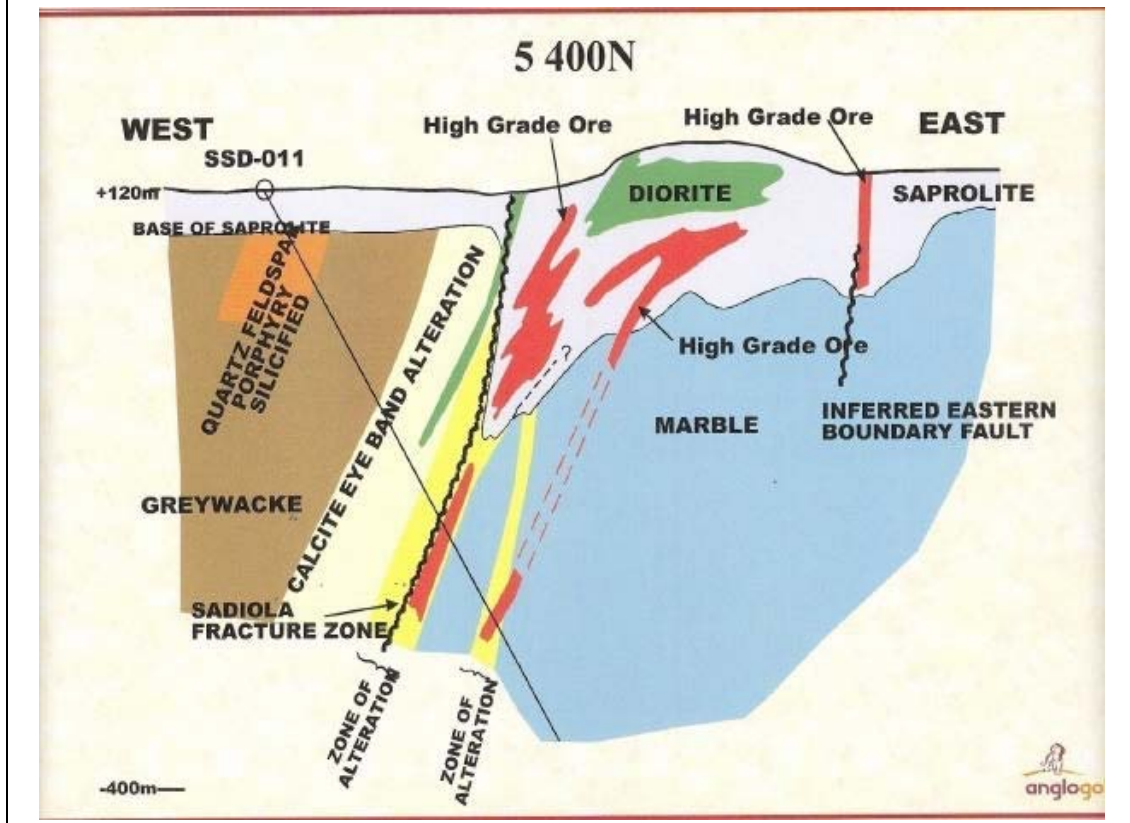 5 400N
WEST
High Grade Ore
High Grade Ore
EAST
SSD-011
+120m
DIORITE
SAPROLITE
BASE OF SAPROLITE
QUARTZ FELDSPAR
PORPHYRY
SILICIFIED
CALCITE EYE BAND ALTERATION
High Grade Ore
MARBLE
INFERRED EASTERN
BOUNDARY FAULT
GREYWACKE
?
SADIOLA
FRACTURE ZONE
ZONE OF
ALTERATION
ZONE OF
ALTERATION
-400m
anglogo